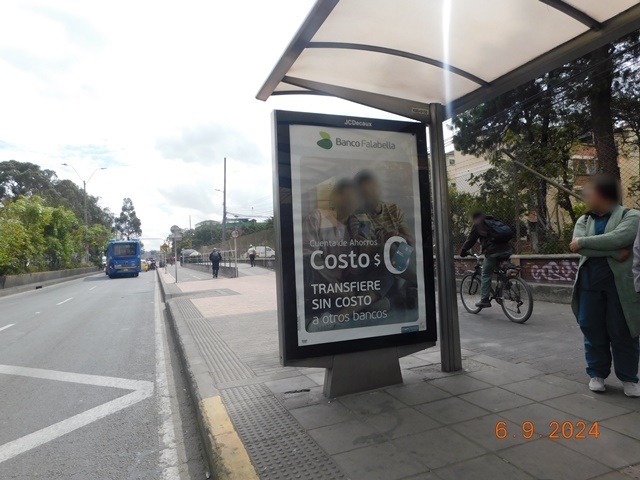 JCDecaux
Banco Falabella
Cuenta de Ahorros
Costo $0
TRANSFIERE
SIN COSTO
a otros bancos
6 9 2024